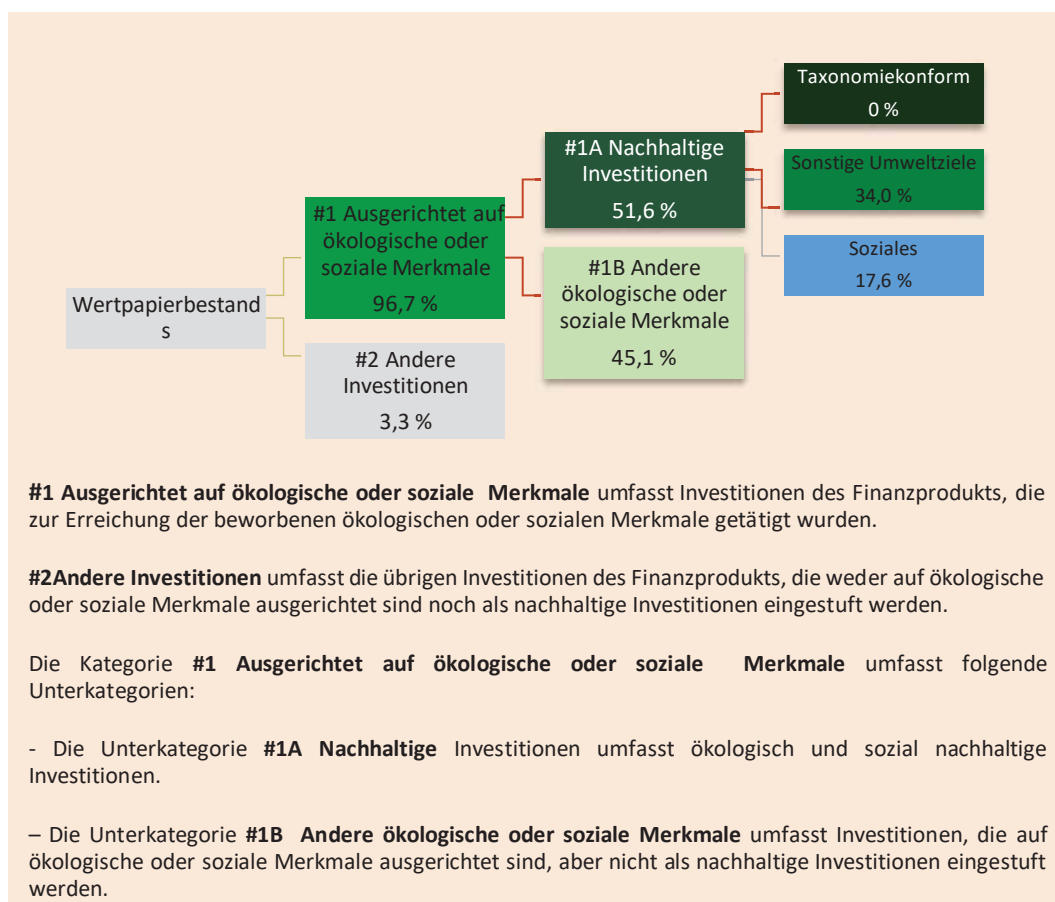 Wertpapierbestand
s
#1 Ausgerichtet auf
ökologische oder
soziale Merkmale
96,7 %
#2 Andere
Investitionen
3,3 %
#1A Nachhaltige
Investitionen
51,6 %
#1B Andere
ökologische oder
soziale Merkmale
45,1 %
Taxonomiekonform
0 %
Sonstige Umweltziele
34,0 %
Soziales
17,6 %
#1 Ausgerichtet auf ökologische oder soziale Merkmale umfasst Investitionen des Finanzprodukts, die
zur Erreichung der beworbenen ökologischen oder sozialen Merkmale getätigt wurden.
#2Andere Investitionen umfasst die übrigen Investitionen des Finanzprodukts, die weder auf ökologische
oder soziale Merkmale ausgerichtet sind noch als nachhaltige Investitionen eingestuft werden.
Die Kategorie #1 Ausgerichtet auf ökologische oder soziale Merkmale umfasst folgende
Unterkategorien:
- Die Unterkategorie #1A Nachhaltige Investitionen umfasst ökologisch und sozial nachhaltige
Investitionen.
– Die Unterkategorie #1B Andere ökologische oder soziale Merkmale umfasst Investitionen, die auf
ökologische oder soziale Merkmale ausgerichtet sind, aber nicht als nachhaltige Investitionen eingestuft
werden.